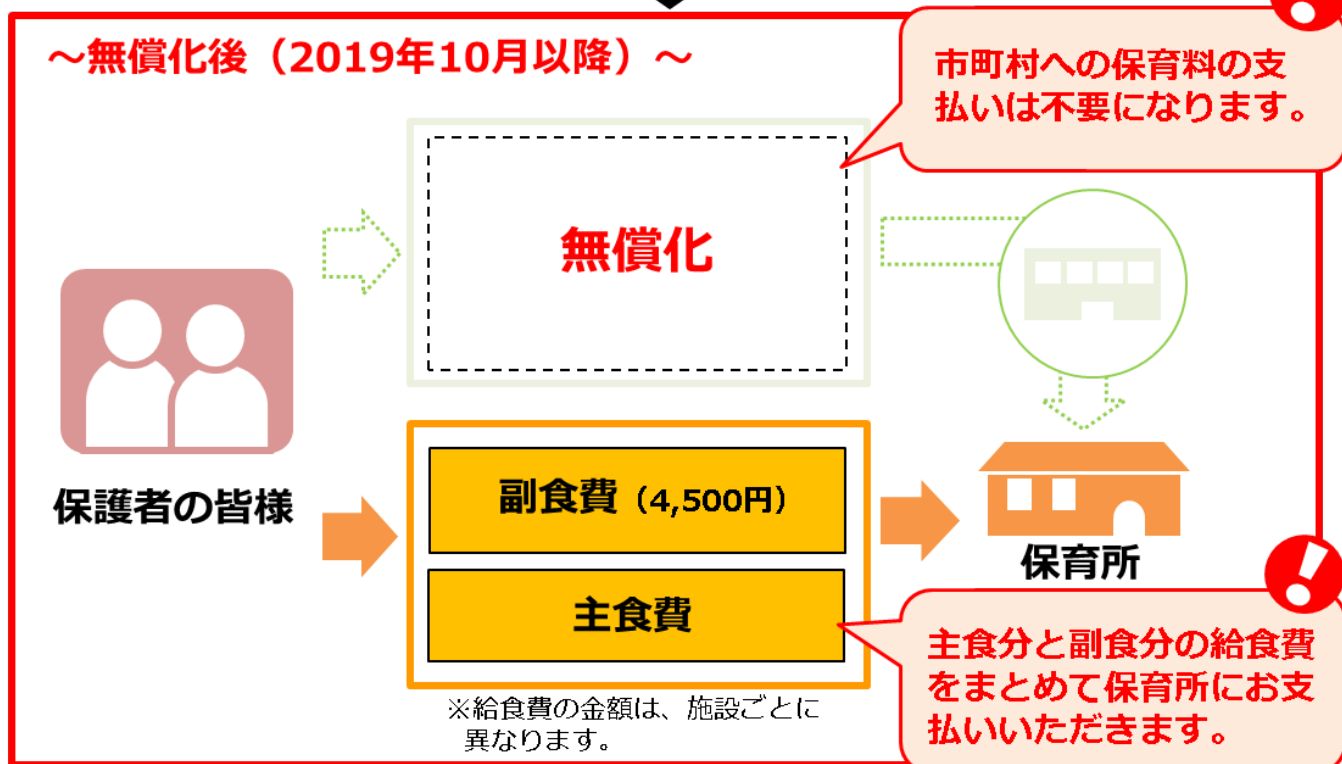 ～無償化後（2019年10月以降）～
市町村への保育料の支
払いは不要になります。
無償化
保護者の皆様
副食費（4,500円）
主食費
保育所
※給食費の金額は、施設ごとに
異なります。
主食分と副食分の給食費
をまとめて保育所にお支
払いいただきます。